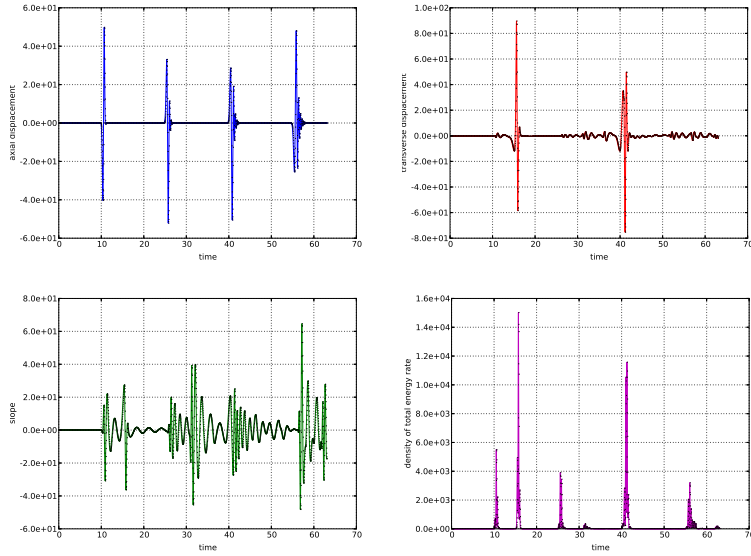 6.0e+01
4.0e+01
2.0e+01
0.0e+00
-2.0e+01
-4.0e+01
-6.0e+01
axial displacement
0 10 20 30 40 50 60 70
time
1.0e+02
8.0e+01
6.0e+01
4.0e+01
2.0e+01
0.0e+00
-2.0e+01
-4.0e+01
-6.0e+01
-8.0e+01
transverse displacement
0 10 20 30 40 50 60 70
time
8.0e+01
6.0e+01
4.0e+01
2.0e+01
0.0e+00
-2.0e+01
-4.0e+01
-6.0e+01
slope
0 10 20 30 40 50 60 70
time
1.6e+04
1.4e+04
1.2e+04
1.0e+04
8.0e+03
6.0e+03
4.0e+03
2.0e+03
0.0e+00
density of total energy rate
0 10 20 30 40 50 60 70
time